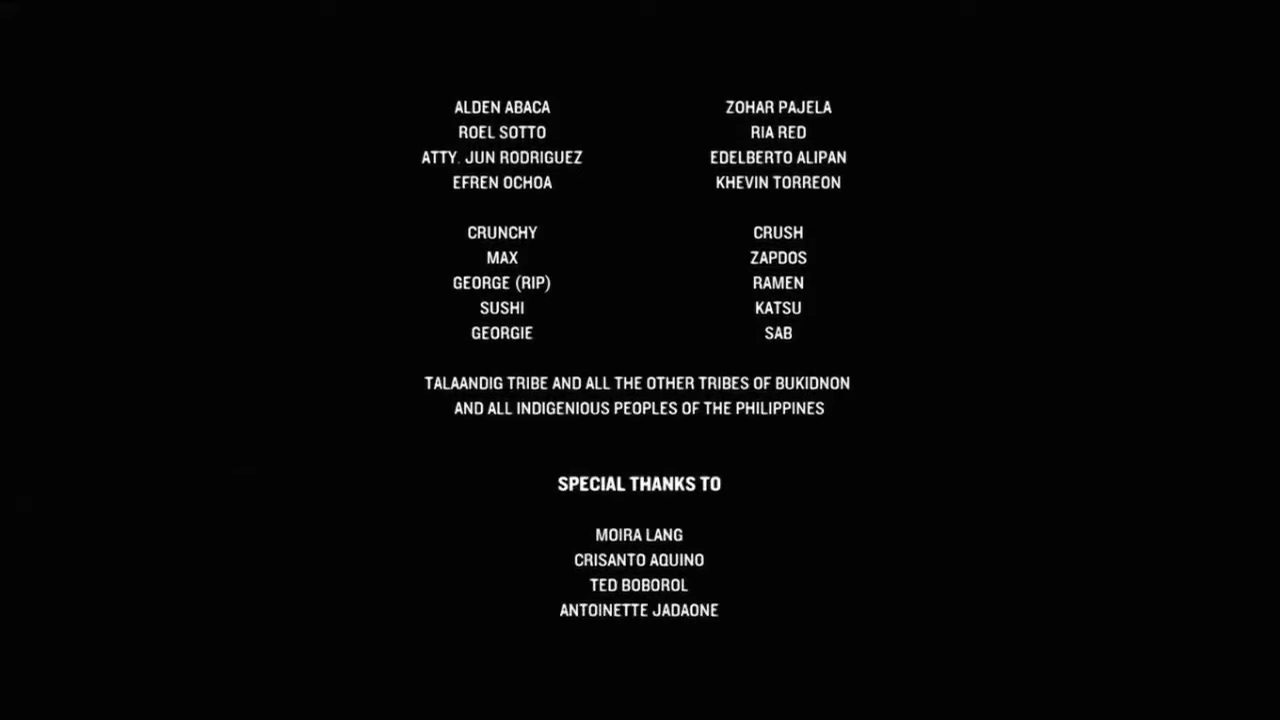 ALDEN ABACA ZOHAR PAJELA
ROEL SOTTO RIA RED
ATTY. JUN RODRIGUEZ EDELBERTO ALIPAN
EFREN OCHOA KHEVIN TORREON
CRUNCHY CRUSH
MAX ZAPDOS
GEORGE (RIP) RAMEN
SUSHI KATSU
GEORGIE SAB
TALAANDIG TRIBE AND ALL THE OTHER TRIBES OF BUKIDNON
AND ALL INDIGENIOUS PEOPLES OF THE PHILIPPINES
SPECIAL THANKS TO
MOIRA LANG
CRISANTO AQUINO
TED BOBOROL
ANTOINETTE JADAONE